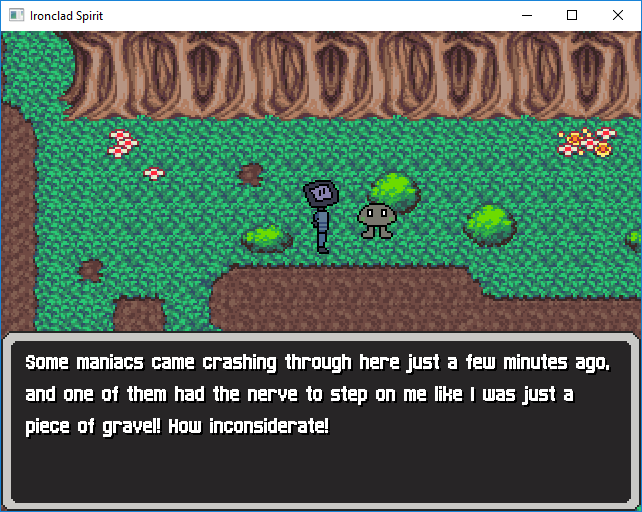 Ironclad Spirit
Some maniacs came crashing through here just a few minutes ago,
and one of them had the nerve to step on me like I was just a
piece of gravel! How inconsiderate!